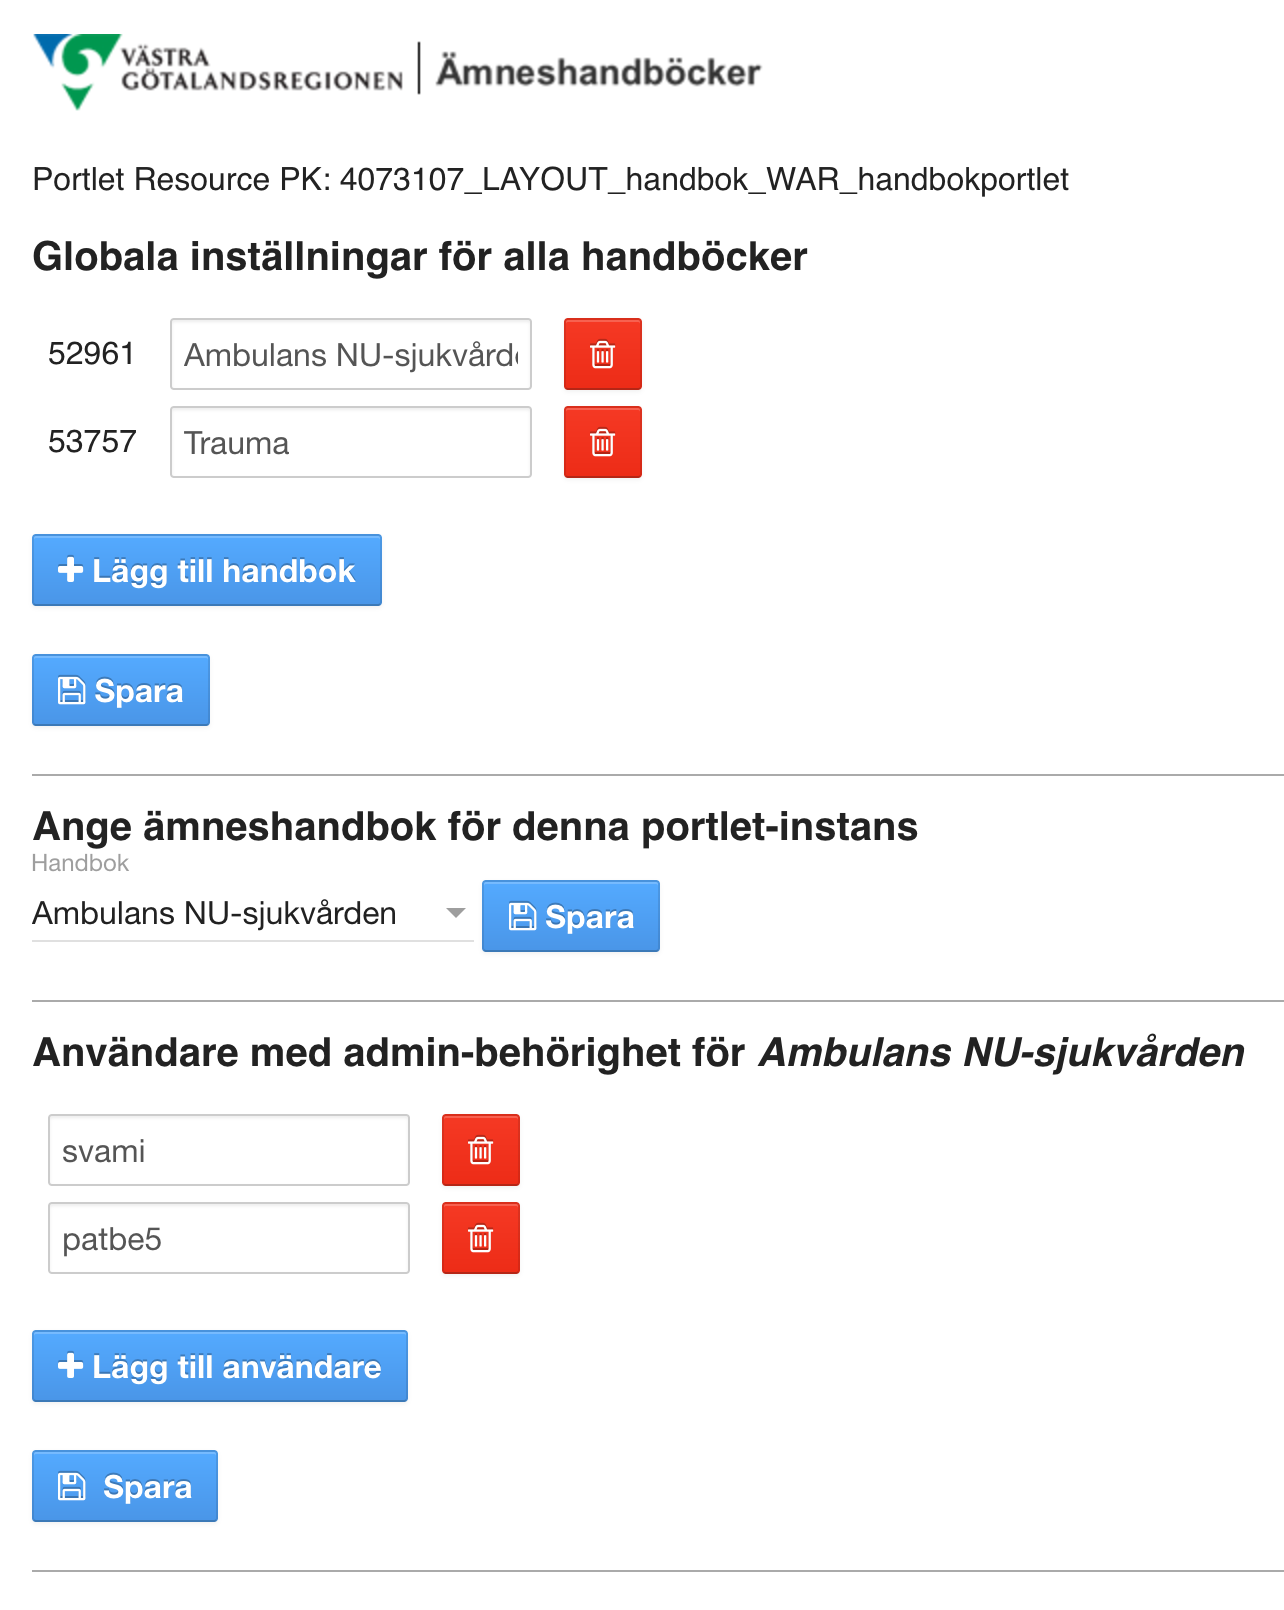 VÄSTRA
GÖTALANDSREGIONEN
Ämneshandböcker
Portlet Resource PK: 4073107_LAYOUT_handbok_WAR_handbokportlet
Globala inställningar för alla handböcker
52961 Ambulans NU-sjukvård
53757 Trauma
Lägg till handbok
Spara
Ange ämneshandbok för denna portlet-instans
Handbok
Ambulans NU-sjukvården Spara
Användare med admin-behörighet för Ambulans NU-sjukvården
svami
patbe5
Lägg till användare
Spara